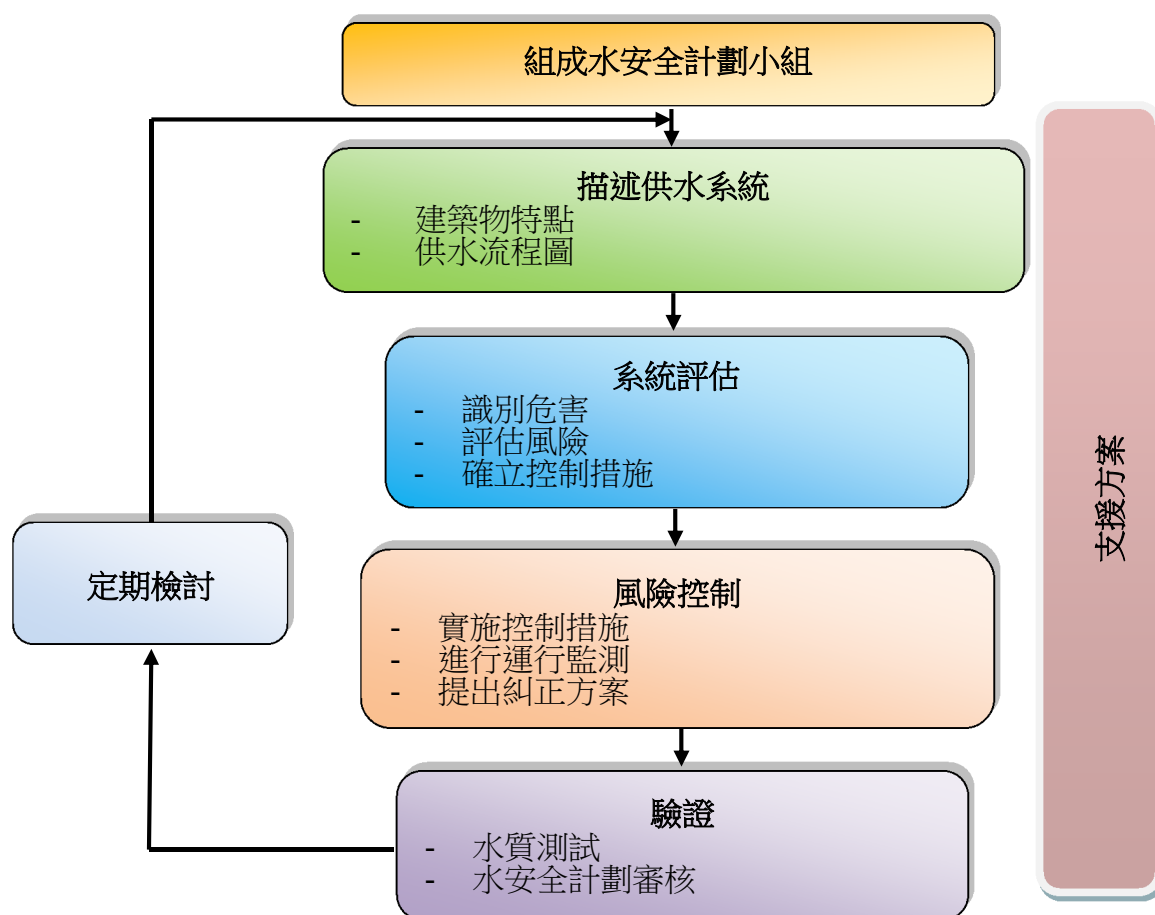 組成水安全計劃小組
描述供水系統
- 建築物特點
- 供水流程圖
系統評估
- 識別危害
- 評估風險
- 確立控制措施
風險控制
- 實施控制措施
- 進行運行監測
- 提出糾正方案
驗證
- 水質測試
- 水安全計劃審核
定期檢討
支援方案